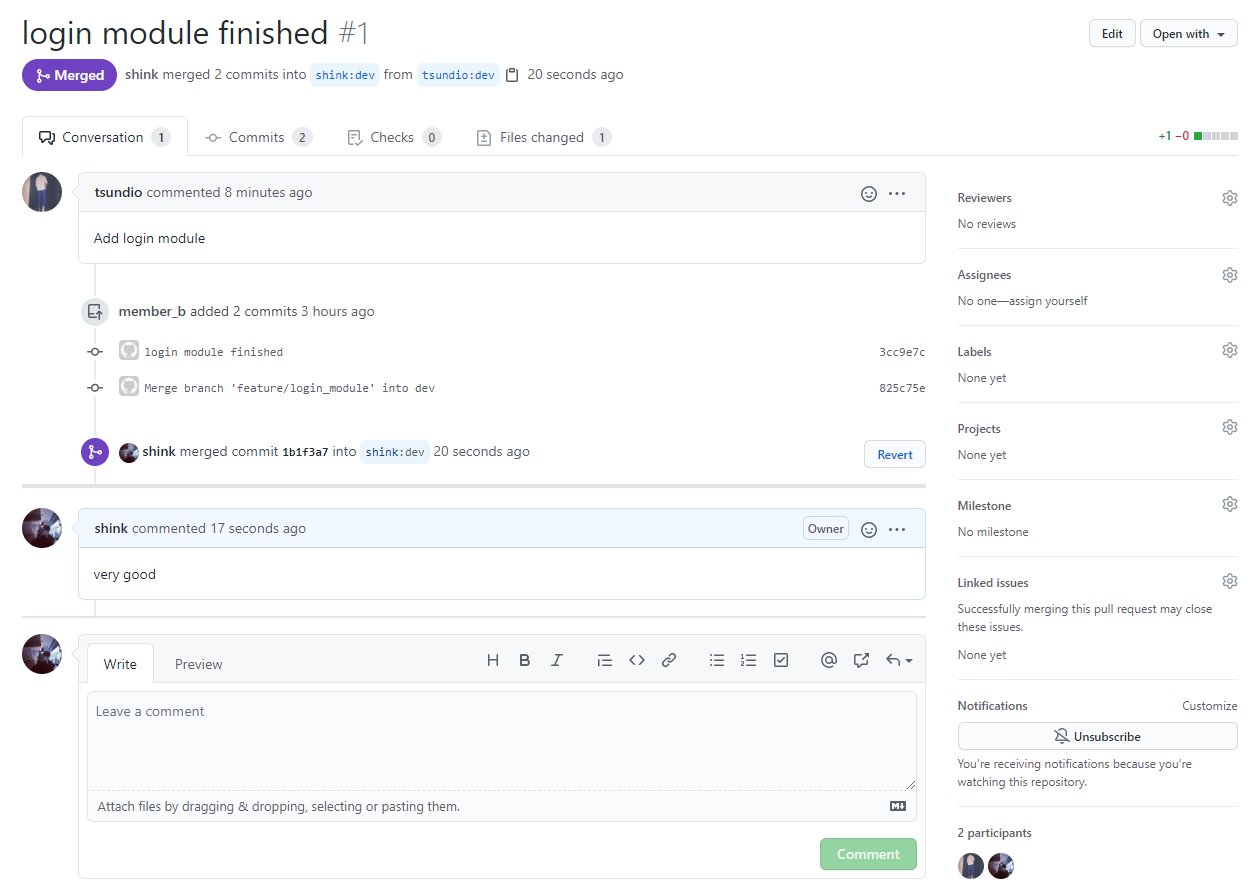 login module finished #1
Edit
Open with
Merged
shink merged 2 commits into shink:dev from tsundio:dev 20 seconds ago
Conversation 1
Commits 2
Checks 0
Files changed 1
+1 −0
tsundio commented 8 minutes ago
Add login module
member_b added 2 commits 3 hours ago
login module finished 3cc9e7c
Merge branch 'feature/login_module' into dev 825c75e
shink merged commit 1b1f3a7 into shink:dev 20 seconds ago
Revert
shink commented 17 seconds ago
Owner
very good
Write
Preview
H B I
Leave a comment
Attach files by dragging & dropping, selecting or pasting them.
Comment
Reviewers
No reviews
Assignees
No one—assign yourself
Labels
None yet
Projects
None yet
Milestone
No milestone
Linked issues
Successfully merging this pull request may close
these issues.
None yet
Notifications
Customize
Unsubscribe
You're receiving notifications because you're
watching this repository.
2 participants